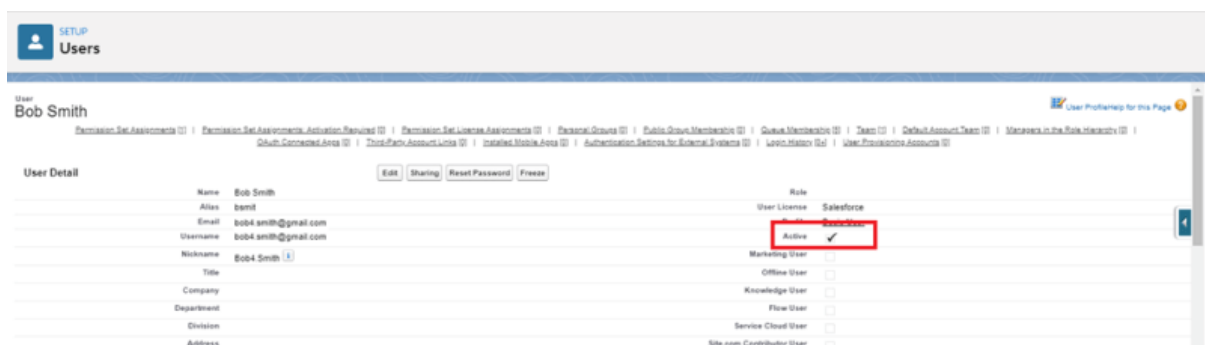 SETUP
Users
User
Bob Smith
User Profile Help for this Page
Permission Set Assignments [1] | Permission Set Assignments: Activation Required [0] | Permission Set License Assignments [0] | Personal Groups [0] | Public Group Membership [0] | Queue Membership [0] | Team [0] | Default Account Team [0] | Managers in the Role Hierarchy [0] |
OAuth Connected Apps [0] | Third-Party Account Links [0] | Installed Mobile Apps [0] | Authentication Settings for External Systems [0] | Login History [0+] | User Provisioning Accounts [0]
User Detail
Edit Sharing Reset Password Freeze
Name Bob Smith Role
Alias bsmit User License Salesforce
Email bob4.smith@gmail.com
Username bob4.smith@gmail.com Active ✓
Nickname Bob4.Smith i Marketing User
Title Offline User
Company Knowledge User
Department Flow User
Division Service Cloud User
Address Site.com Contributor User